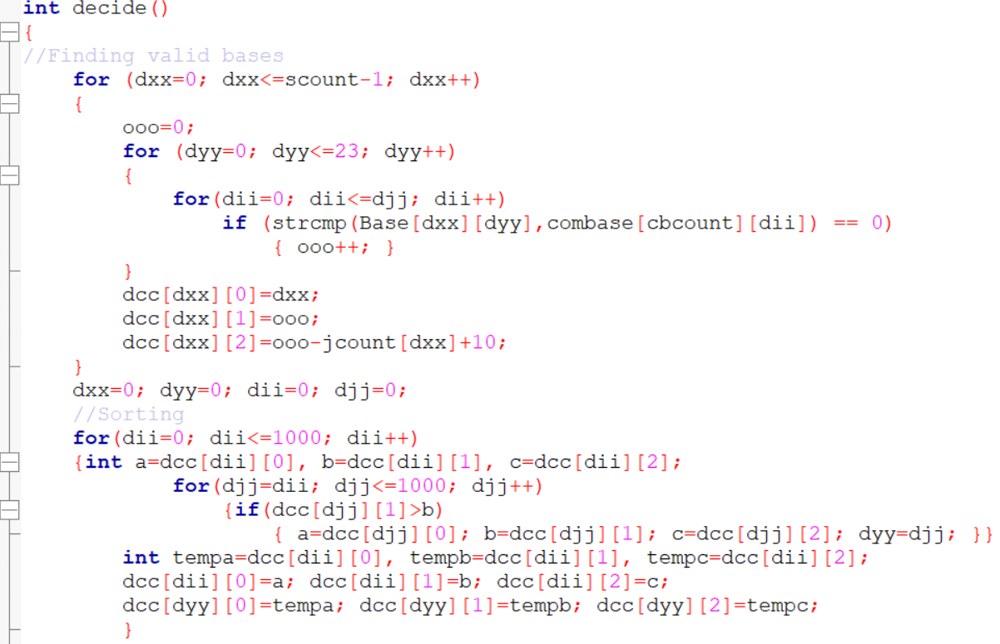 int decide()
{
//Finding valid bases
    for (dxx=0; dxx<=scount-1; dxx++)
    {
        ooo=0;
        for (dyy=0; dyy<=23; dyy++)
        {
            for(dii=0; dii<=djj; dii++)
                if (strcmp(Base[dxx][dyy],combase[cbcount][dii]) == 0)
                    { ooo++; }
        }
        dcc[dxx][0]=dxx;
        dcc[dxx][1]=ooo;
        dcc[dxx][2]=ooo-jcount[dxx]+10;
    }
    dxx=0; dyy=0; dii=0; djj=0;
    //Sorting
    for(dii=0; dii<=1000; dii++)
    {int a=dcc[dii][0], b=dcc[dii][1], c=dcc[dii][2];
            for(djj=dii; djj<=1000; djj++)
                {if(dcc[djj][1]>b)
                    { a=dcc[djj][0]; b=dcc[djj][1]; c=dcc[djj][2]; dyy=djj; }}
        int tempa=dcc[dii][0], tempb=dcc[dii][1], tempc=dcc[dii][2];
        dcc[dii][0]=a; dcc[dii][1]=b; dcc[dii][2]=c;
        dcc[dyy][0]=tempa; dcc[dyy][1]=tempb; dcc[dyy][2]=tempc;
        }